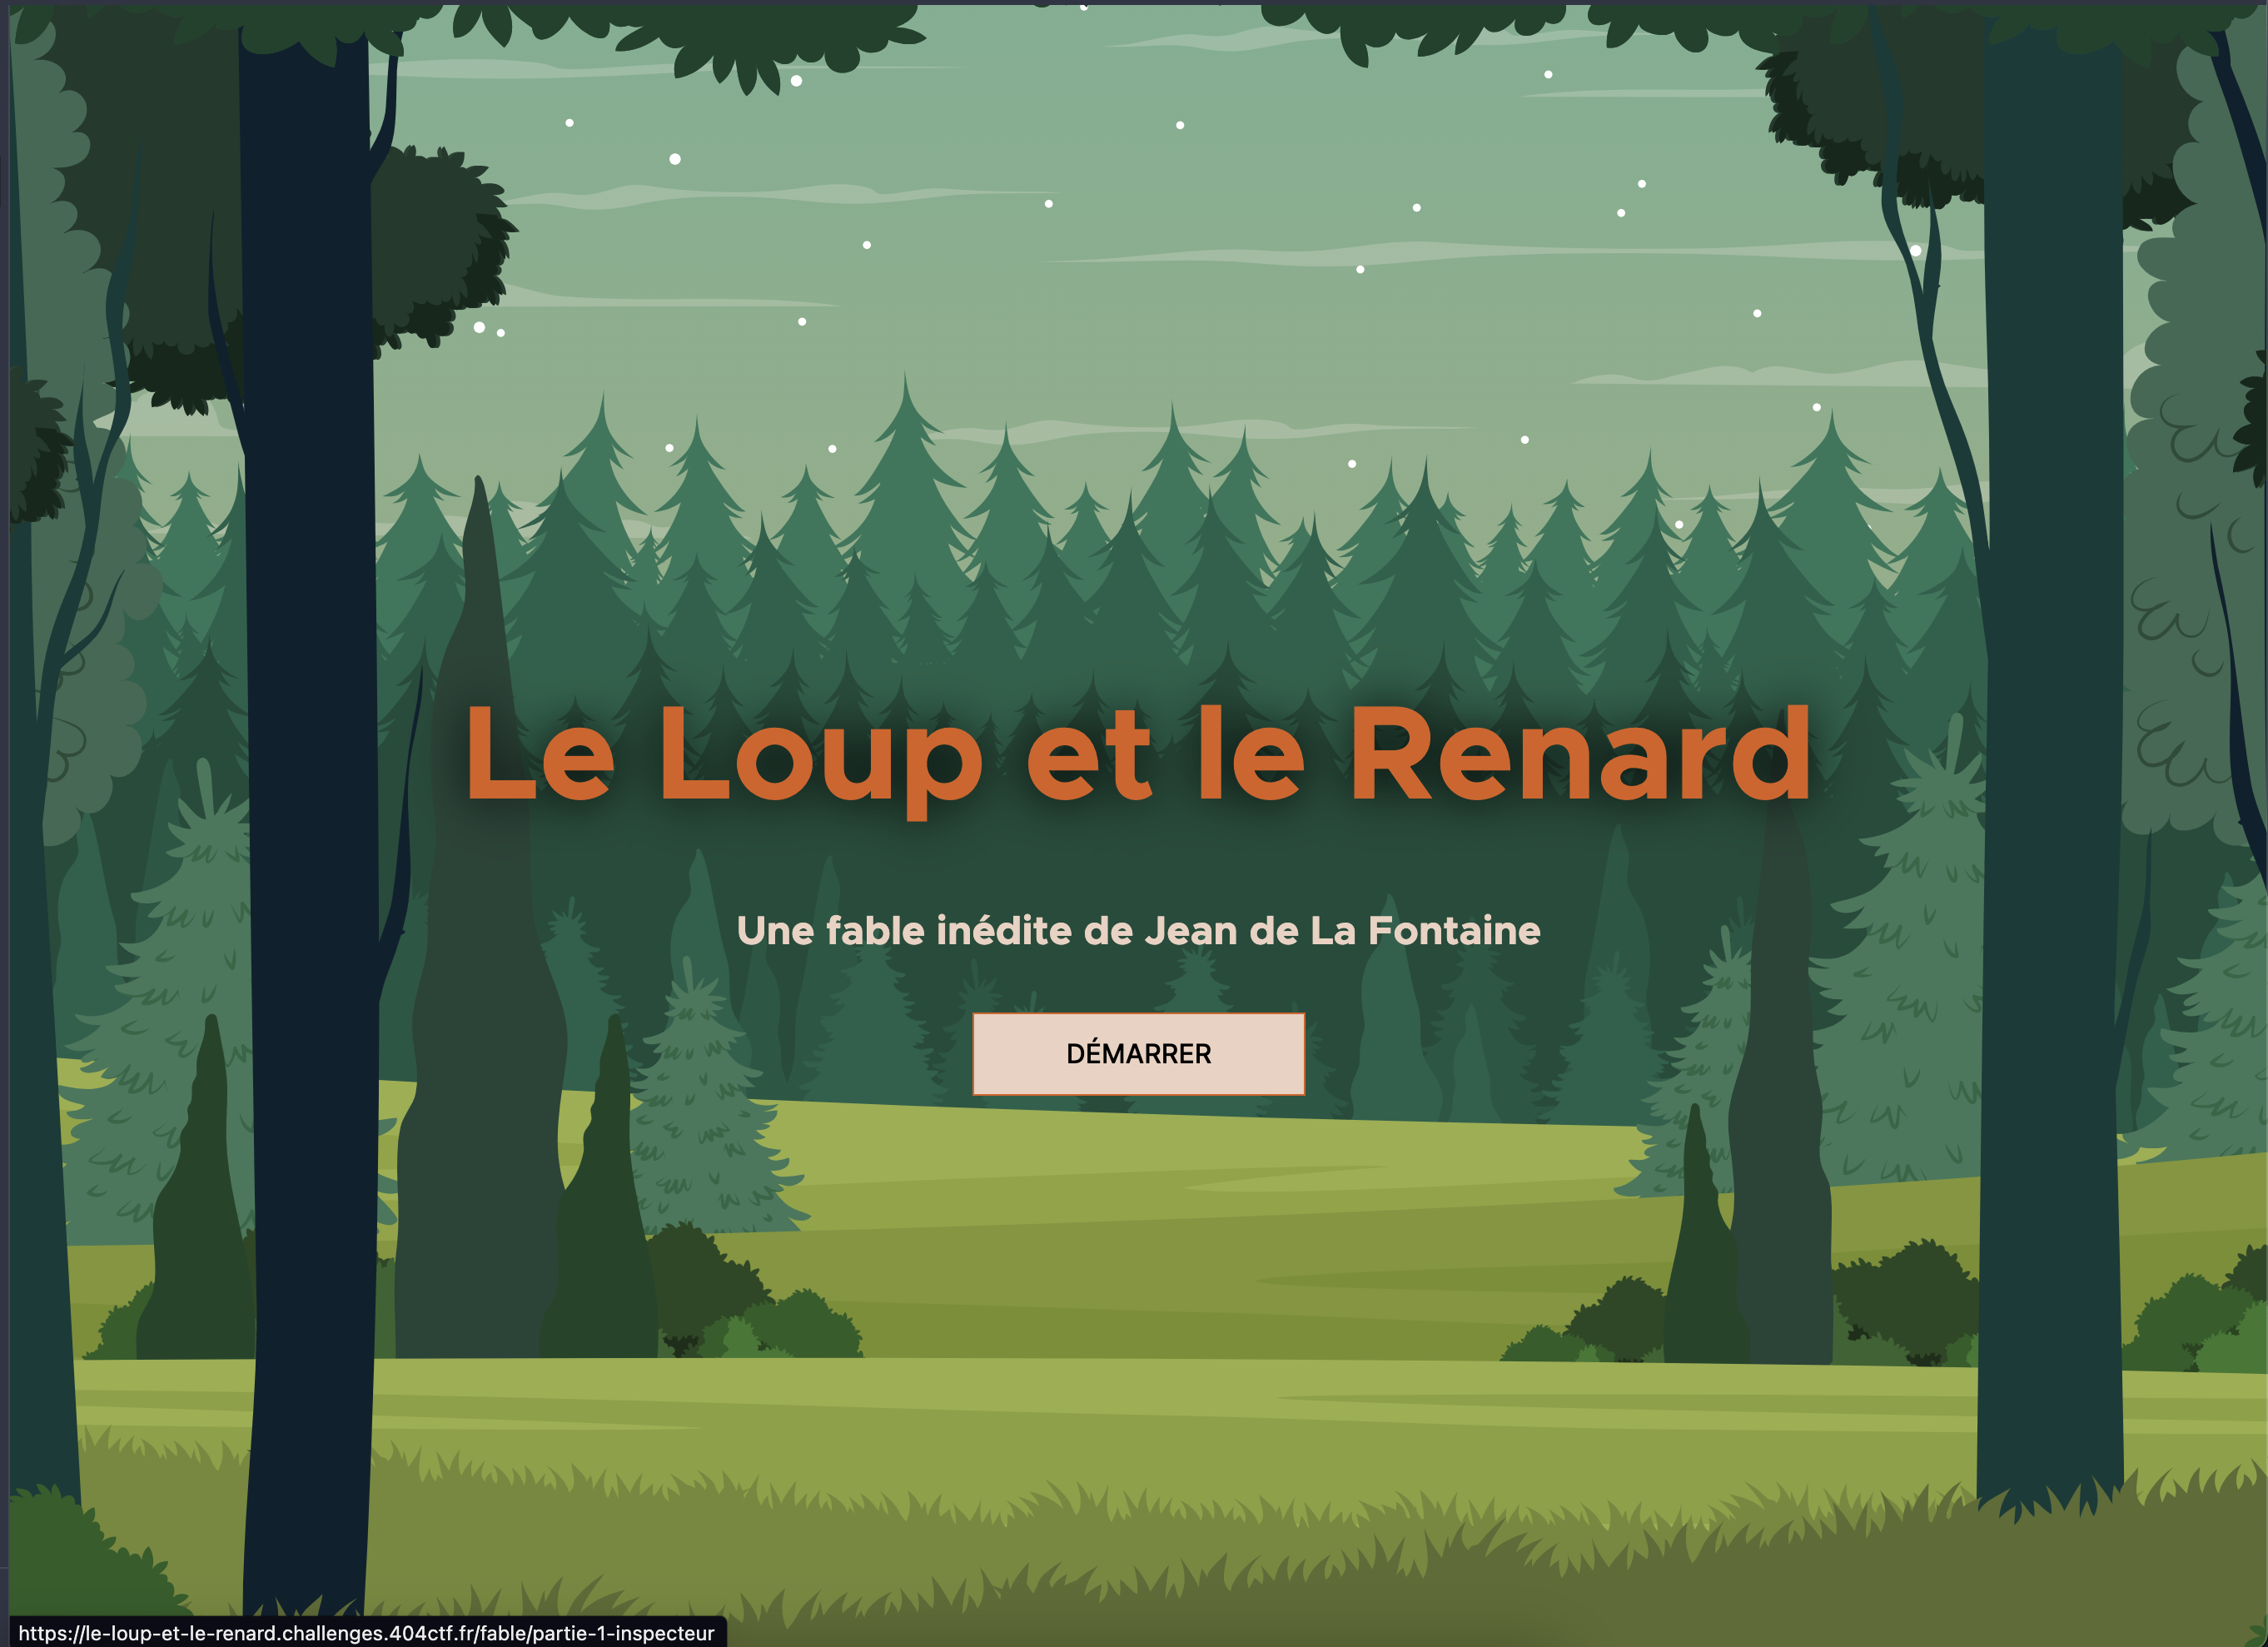 Le Loup et le Renard
Une fable inédite de Jean de La Fontaine
DÉMARRER
https://le-loup-et-le-renard.challenges.404ctf.fr/fable/partie-1-inspecteur